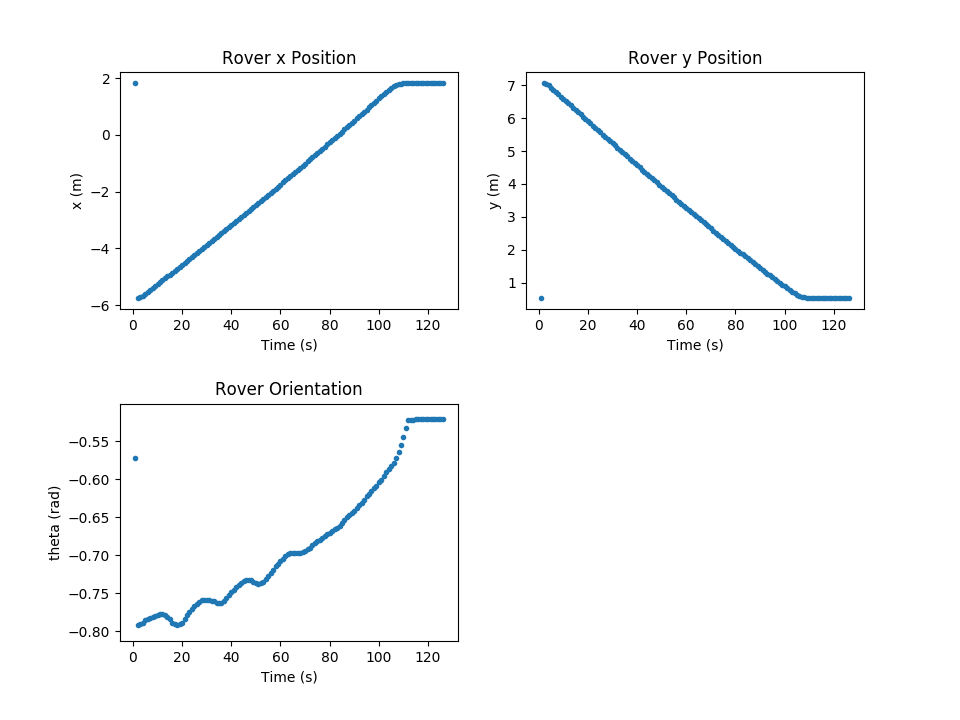 Rover x Position
2
0
−2
−4
−6
x (m)
0 20 40 60 80 100 120
Time (s)
Rover y Position
7
6
5
4
3
2
1
y (m)
0 20 40 60 80 100 120
Time (s)
Rover Orientation
−0.55
−0.60
−0.65
−0.70
−0.75
−0.80
theta (rad)
0 20 40 60 80 100 120
Time (s)